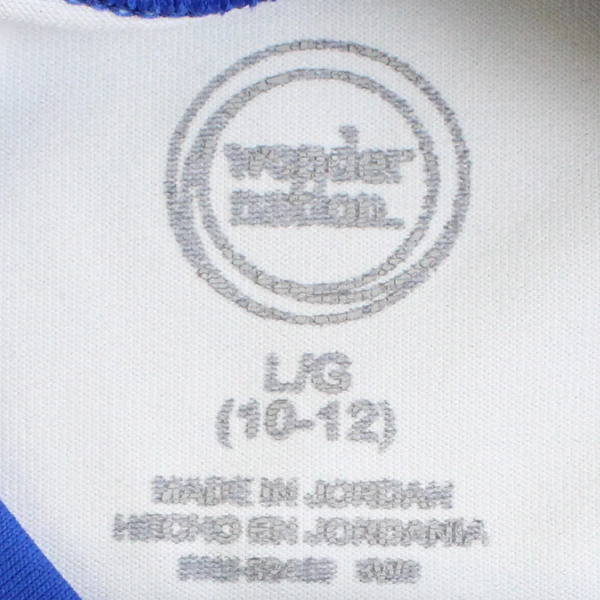 wonder
nation
L/G
(10-12)
MADE IN JORDAN
HECHO EN JORDANIA